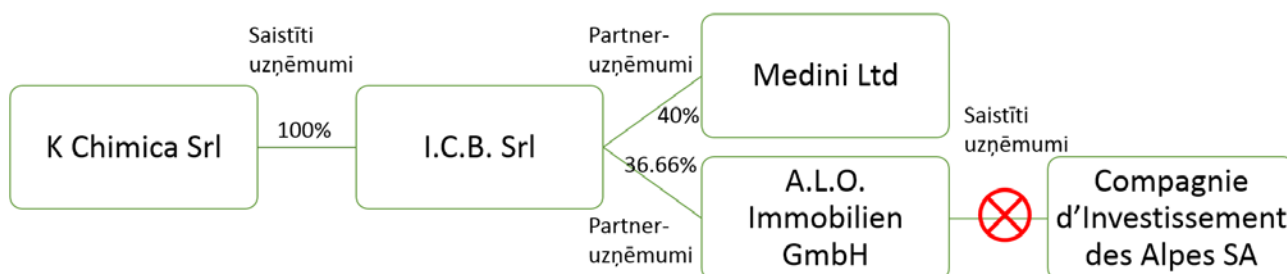 Saistīti
uzņēmumi
K Chimica Srl
100%
I.C.B. Srl
Partner-
uzņēmumi
40%
Medini Ltd
36.66%
Partner-
uzņēmumi
A.L.O.
Immobilien
GmbH
Saistīti
uzņēmumi
Compagnie
d’Investissement
des Alpes SA